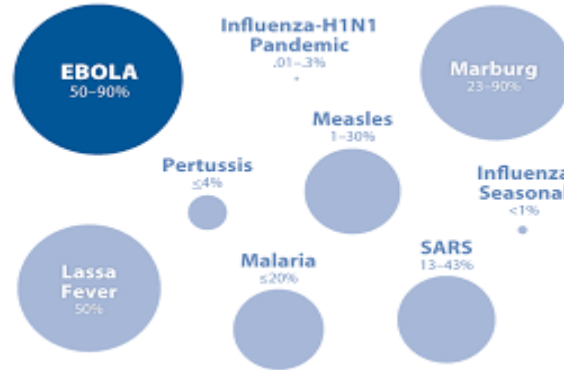 EBOLA
50–90%
Influenza-H1N1
Pandemic
.01–.3%
Marburg
23–90%
Measles
1–30%
Pertussis
≤4%
Influenza
Seasonal
<1%
Lassa
Fever
50%
Malaria
≤20%
SARS
13–43%